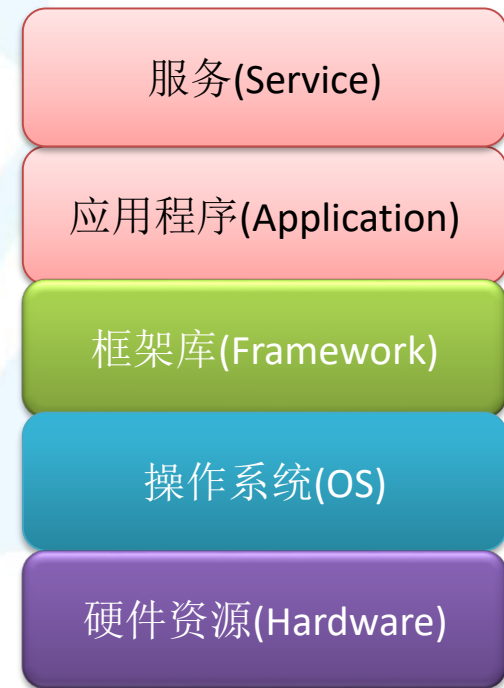 服务(Service)
应用程序(Application)
框架库(Framework)
操作系统(OS)
硬件资源(Hardware)